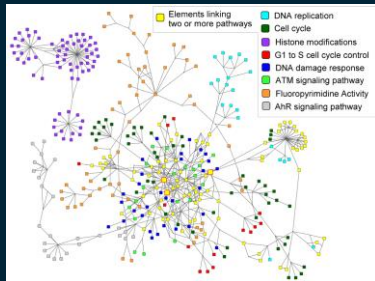 Elements linking
two or more pathways
DNA replication
Cell cycle
Histone modifications
G1 to S cell cycle control
DNA damage response
ATM signaling pathway
Fluoropyrimidine Activity
AhR signaling pathway